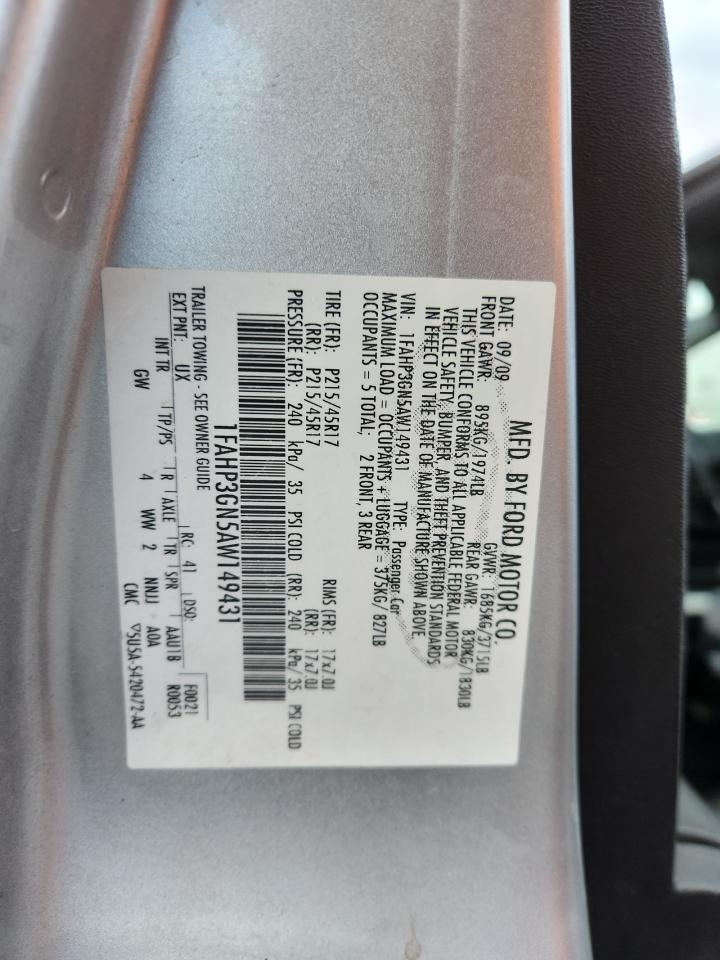 MFD. BY FORD MOTOR CO.
DATE: 09/09 GVWR: 1685KG/3715LB
FRONT GAWR: 895KG/1974LB REAR GAWR: 830KG/1830LB
THIS VEHICLE CONFORMS TO ALL APPLICABLE FEDERAL MOTOR
VEHICLE SAFETY, BUMPER, AND THEFT PREVENTION STANDARDS
IN EFFECT ON THE DATE OF MANUFACTURE SHOWN ABOVE.
VIN: 1FAHP3GN5AW149431 TYPE: Passenger Car
MAXIMUM LOAD = OCCUPANTS + LUGGAGE = 375KG/827LB
OCCUPANTS = 5 TOTAL; 2 FRONT, 3 REAR
TIRE (FR): P215/45R17 RIMS (FR): 17x7.0J
(RR): P215/45R17 (RR): 17x7.0J
PRESSURE (FR): 240 kPa/ 35 PSI COLD (RR): 240 kPa/ 35 PSI COLD
1FAHP3GN5AW149431
TRAILER TOWING - SEE OWNER GUIDE
EXT PNT: UX RC: 41 DSO: F0021
INT TR TP/PS R AXLE TR SPR AAU1B R0053
GW 4 WW 2 NNJJ A0A
CMC ▽5U5A-5420472-AA